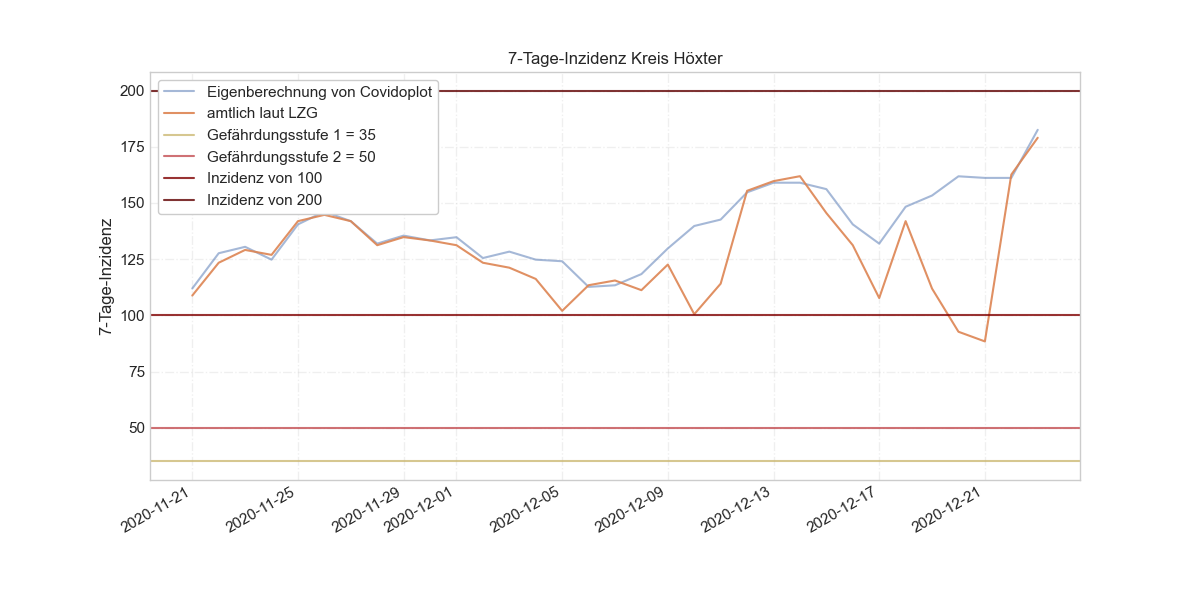 7-Tage-Inzidenz Kreis Höxter
Eigenberechnung von Covidoplot
amtlich laut LZG
Gefährdungsstufe 1 = 35
Gefährdungsstufe 2 = 50
Inzidenz von 100
Inzidenz von 200
7-Tage-Inzidenz
200
175
150
125
100
75
50
2020-11-21
2020-11-25
2020-11-29
2020-12-01
2020-12-05
2020-12-09
2020-12-13
2020-12-17
2020-12-21